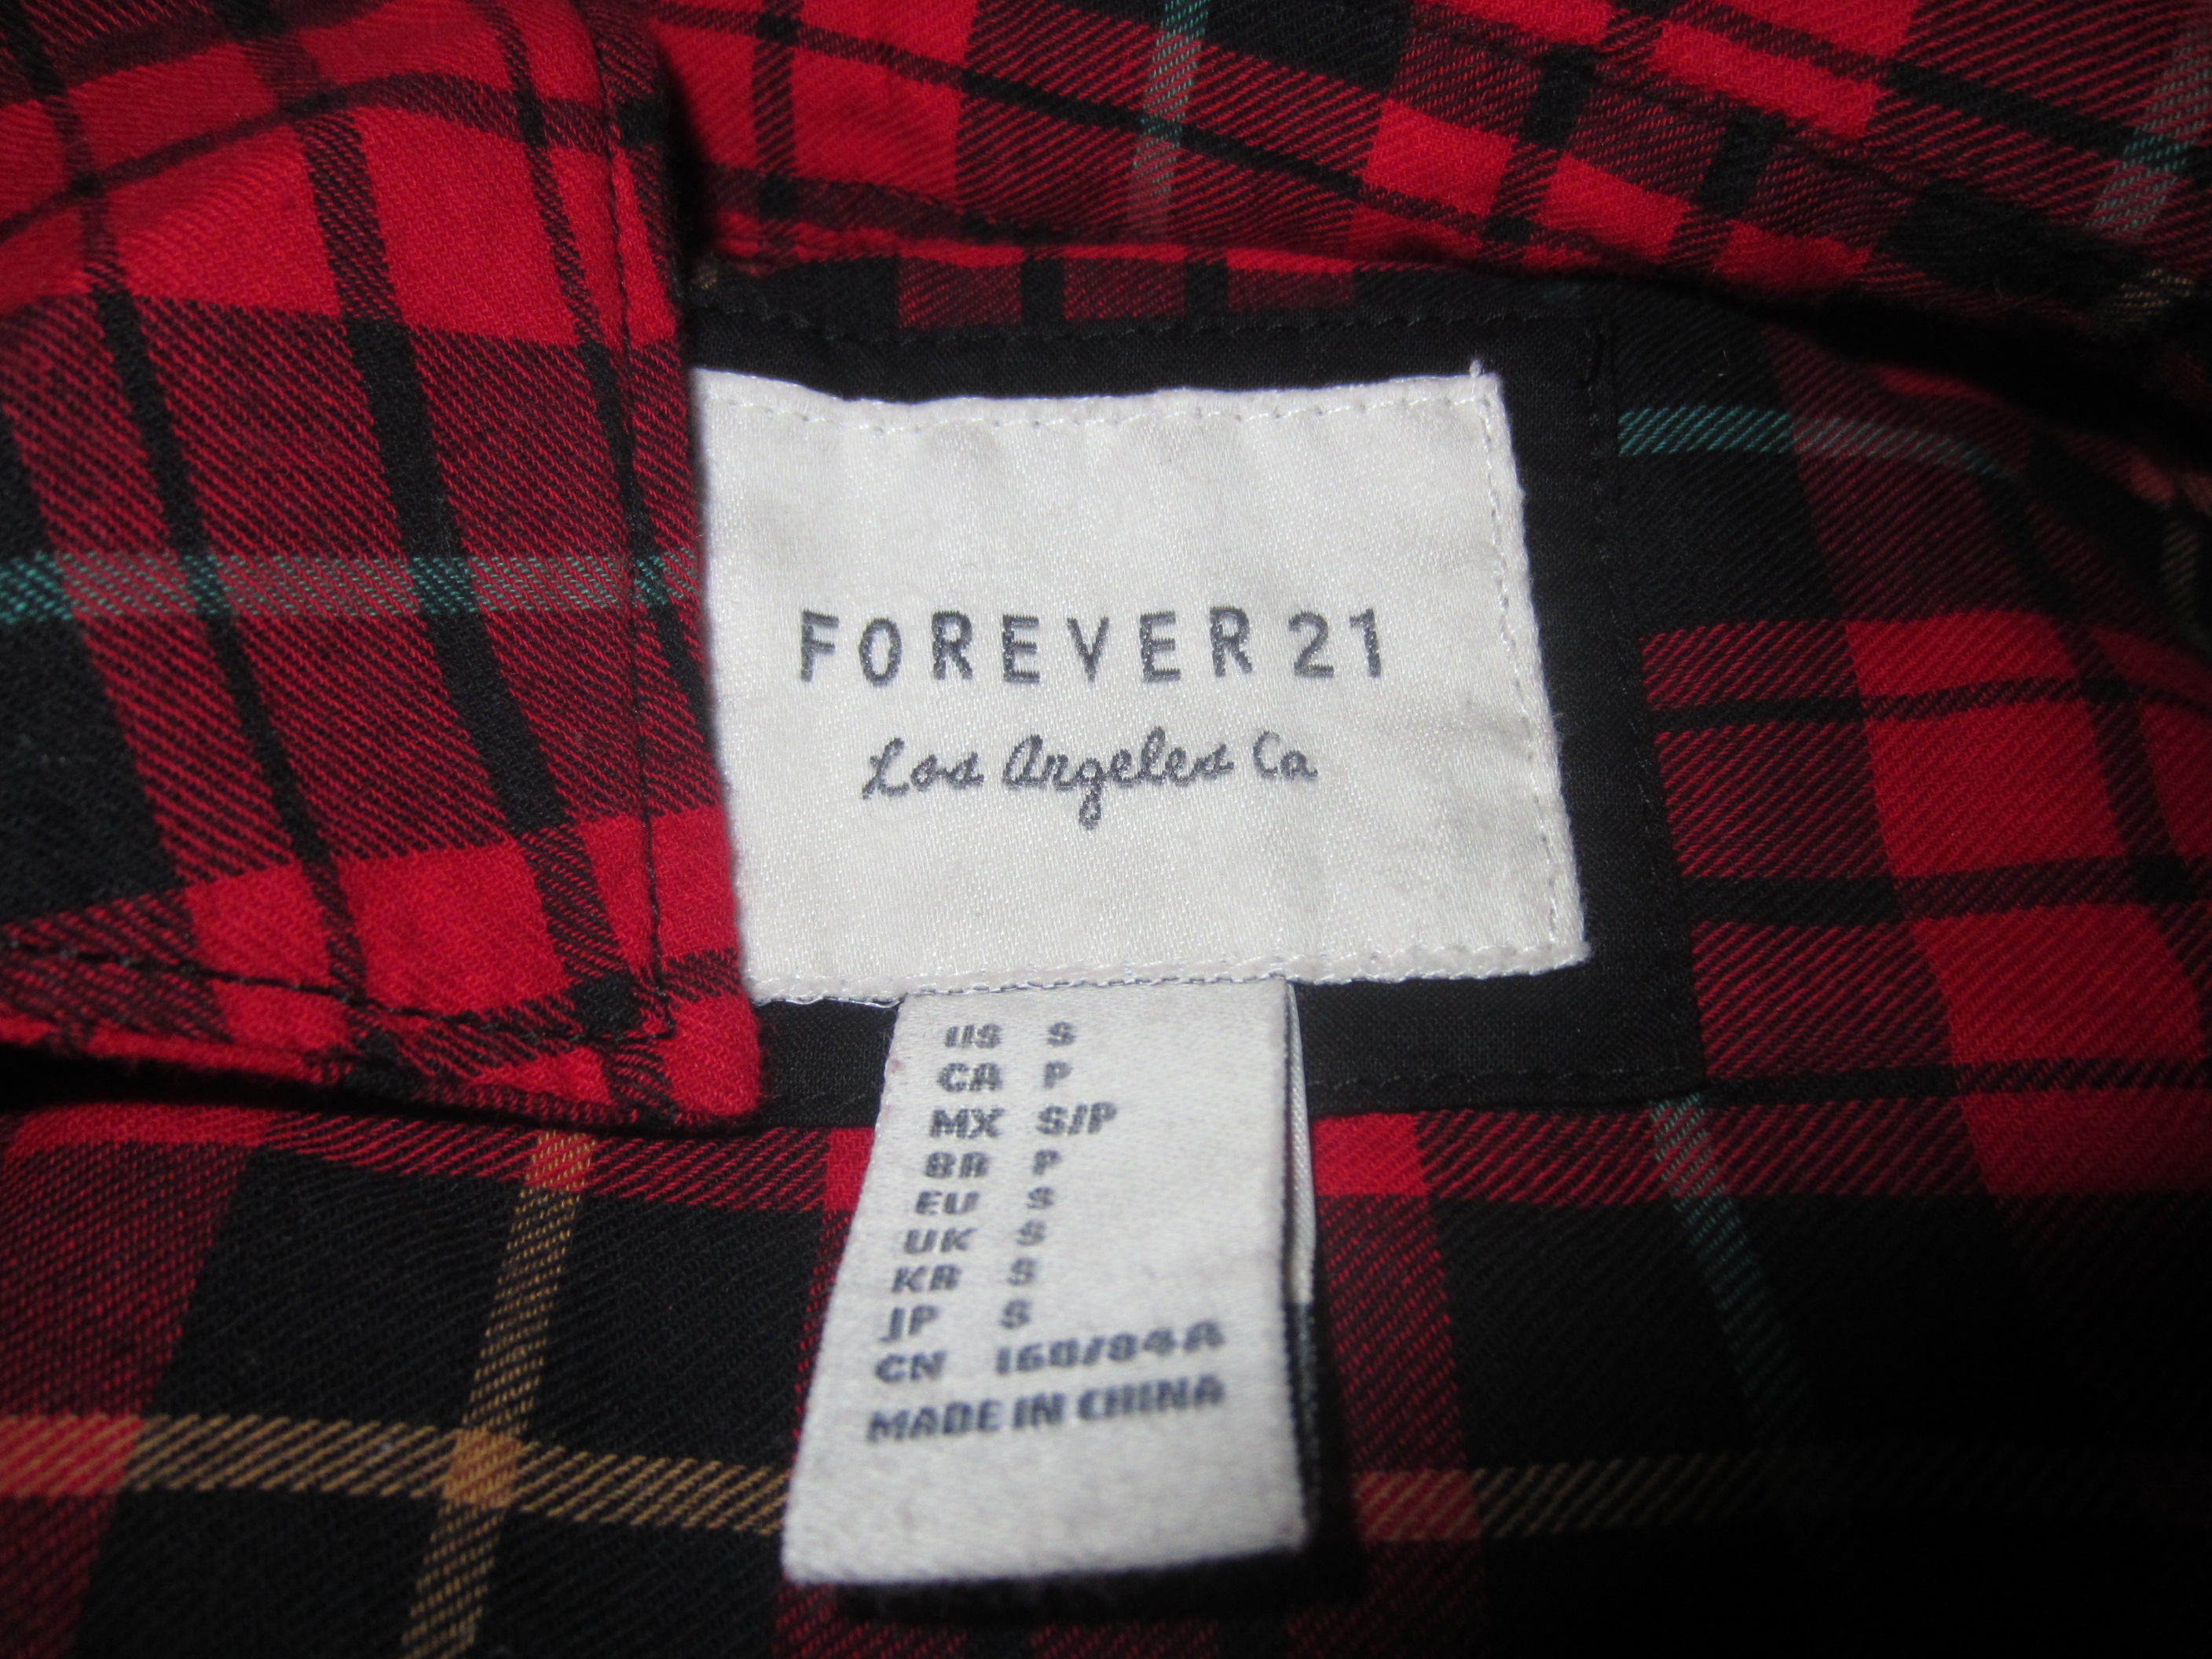 FOREVER 21
Los Angeles Ca
US S
CA P
MX S/P
BR P
EU S
UK S
KR S
JP S
CN 160/84A
MADE IN CHINA